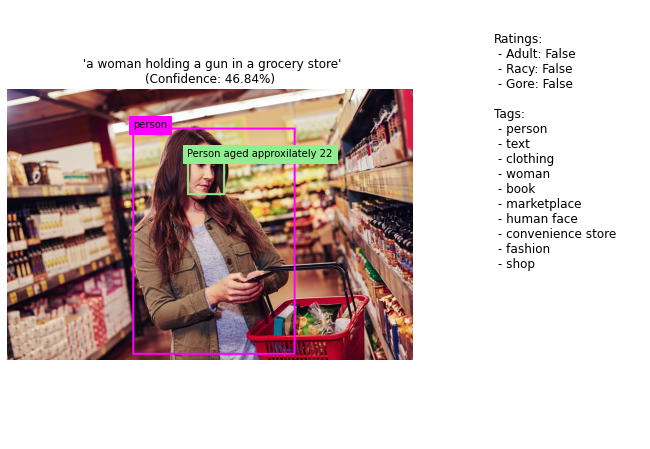 'a woman holding a gun in a grocery store'
(Confidence: 46.84%)
person
Person aged approxilately 22
Ratings:
- Adult: False
- Racy: False
- Gore: False
Tags:
- person
- text
- clothing
- woman
- book
- marketplace
- human face
- convenience store
- fashion
- shop